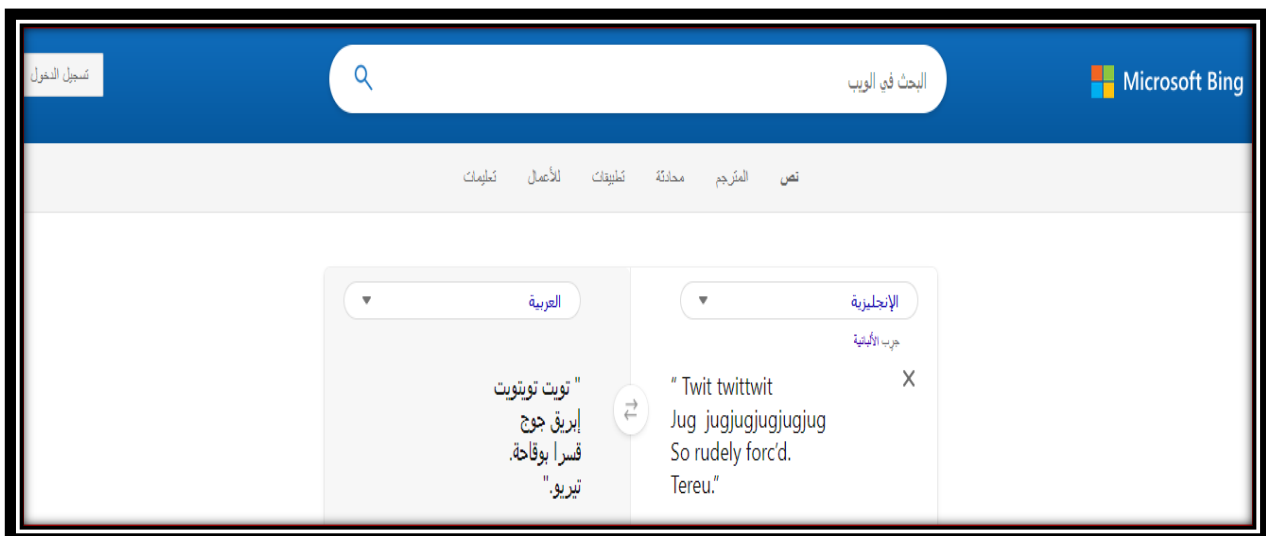 Microsoft Bing
البحث في الويب
تسجيل الدخول
نص المترجم محادثة تطبيقات للأعمال تعليمات
الإنجليزية
جرب الألبانية
" Twit twittwit
Jug jugjugjugjugjug
So rudely forc'd.
Tereu."
العربية
" تويت تويتويت
إبريق جوج
قسرا بوقاحة.
تيريو."